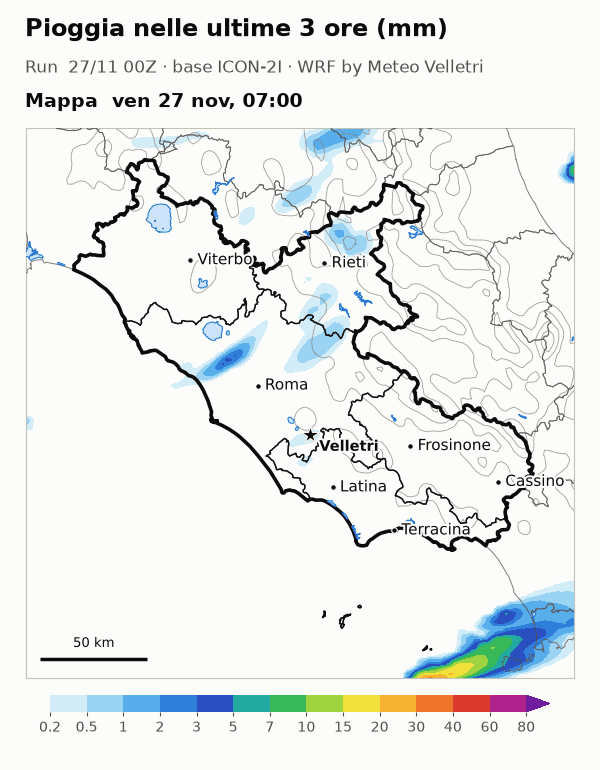 Pioggia nelle ultime 3 ore (mm)
Run  27/11 00Z · base ICON-2I · WRF by Meteo Velletri
Mappa  ven 27 nov, 07:00
Viterbo
Rieti
Roma
Velletri
Frosinone
Latina
Cassino
Terracina
50 km
0.2 0.5 1 2 3 5 7 10 15 20 30 40 60 80